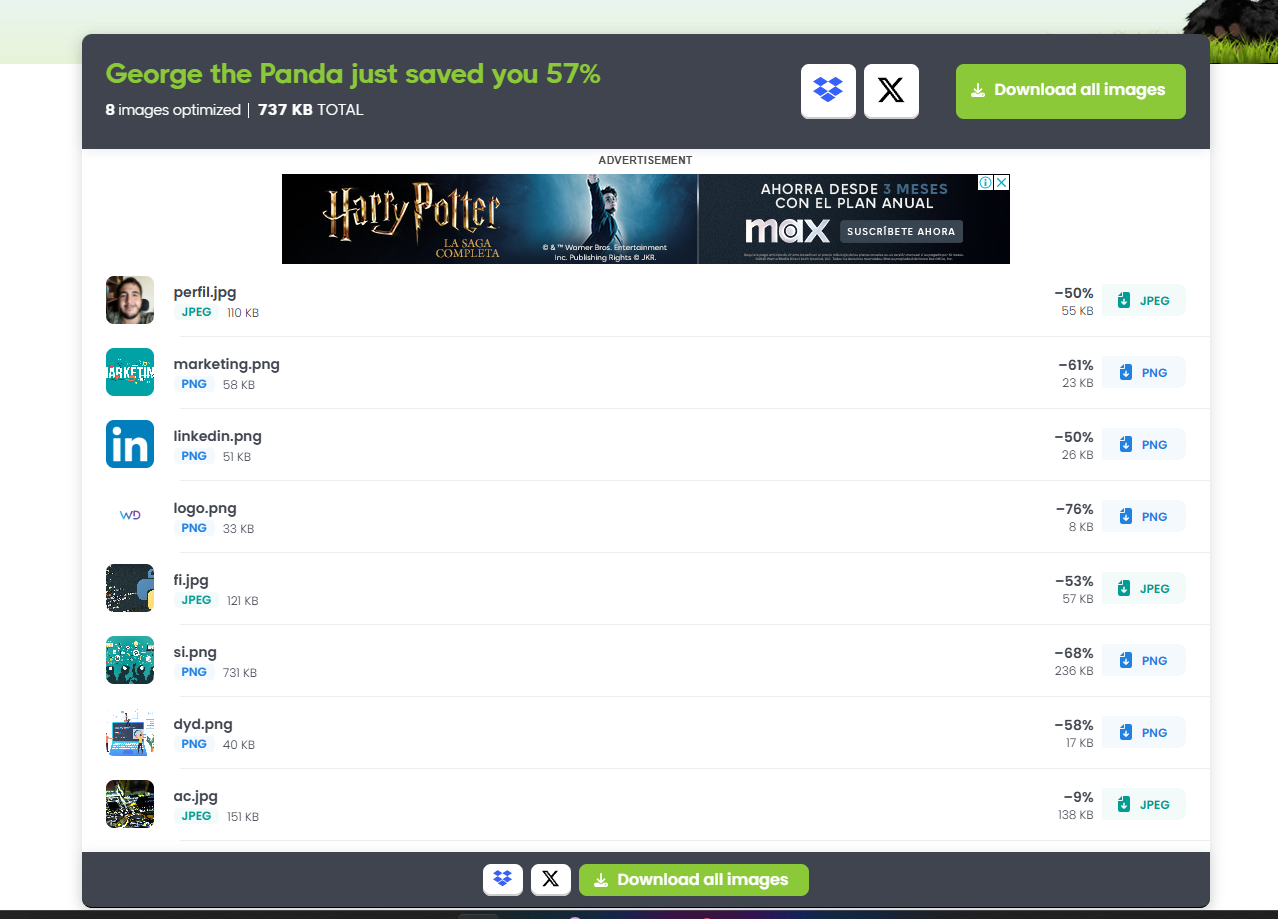 George the Panda just saved you 57%
8 images optimized | 737 KB TOTAL
Download all images
ADVERTISEMENT
Harry Potter
LA SAGA
COMPLETA
© & ™ Warner Bros. Entertainment
Inc. Publishing Rights © JKR.
AHORRA DESDE 3 MESES
CON EL PLAN ANUAL
max
SUSCRÍBETE AHORA
perfil.jpg
JPEG 110 KB
−50%
55 KB
JPEG
MARKETIN
marketing.png
PNG 58 KB
−61%
23 KB
PNG
in
linkedin.png
PNG 51 KB
−50%
26 KB
PNG
WD
logo.png
PNG 33 KB
−76%
8 KB
PNG
fi.jpg
JPEG 121 KB
−53%
57 KB
JPEG
si.png
PNG 731 KB
−68%
236 KB
PNG
dyd.png
PNG 40 KB
−58%
17 KB
PNG
ac.jpg
JPEG 151 KB
−9%
138 KB
JPEG
Download all images